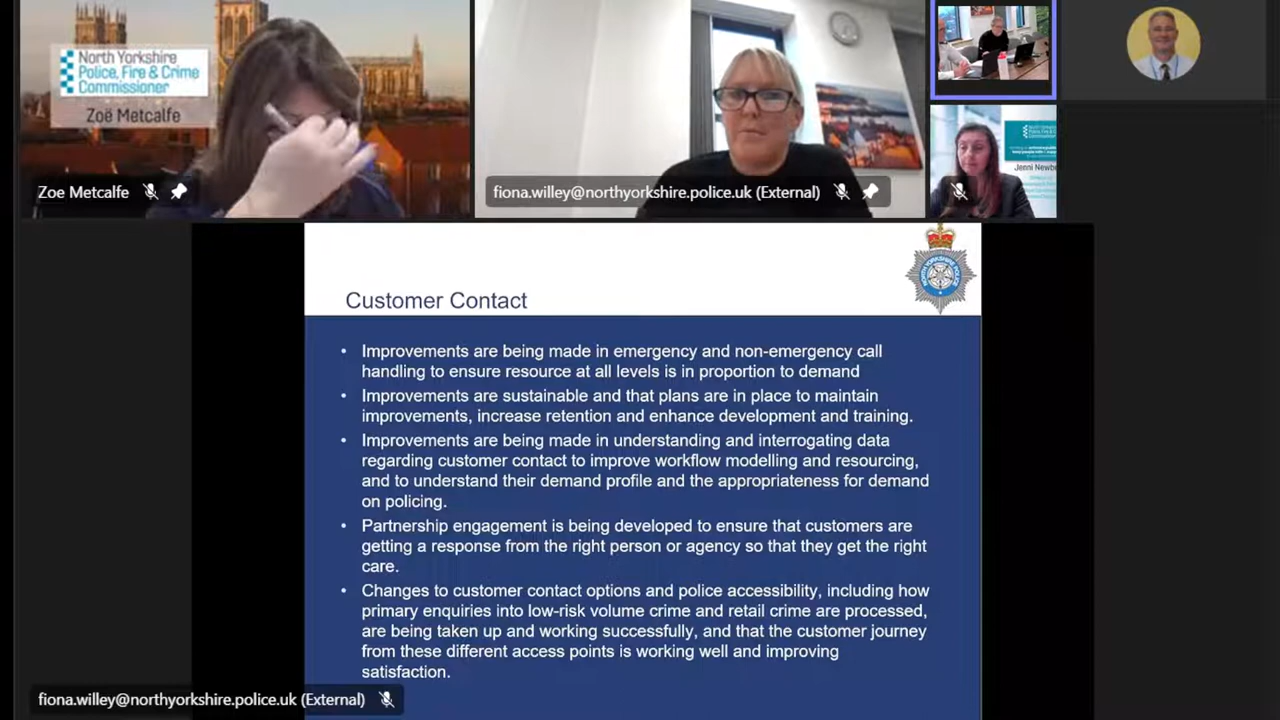 North Yorkshire
Police, Fire & Crime
Commissioner
Zoë Metcalfe
Zoe Metcalfe
fiona.willey@northyorkshire.police.uk (External)
Customer Contact
• Improvements are being made in emergency and non-emergency call
handling to ensure resource at all levels is in proportion to demand
• Improvements are sustainable and that plans are in place to maintain
improvements, increase retention and enhance development and training.
• Improvements are being made in understanding and interrogating data
regarding customer contact to improve workflow modelling and resourcing,
and to understand their demand profile and the appropriateness for demand
on policing.
• Partnership engagement is being developed to ensure that customers are
getting a response from the right person or agency so that they get the right
care.
• Changes to customer contact options and police accessibility, including how
primary enquiries into low-risk volume crime and retail crime are processed,
are being taken up and working successfully, and that the customer journey
from these different access points is working well and improving
satisfaction.
fiona.willey@northyorkshire.police.uk (External)